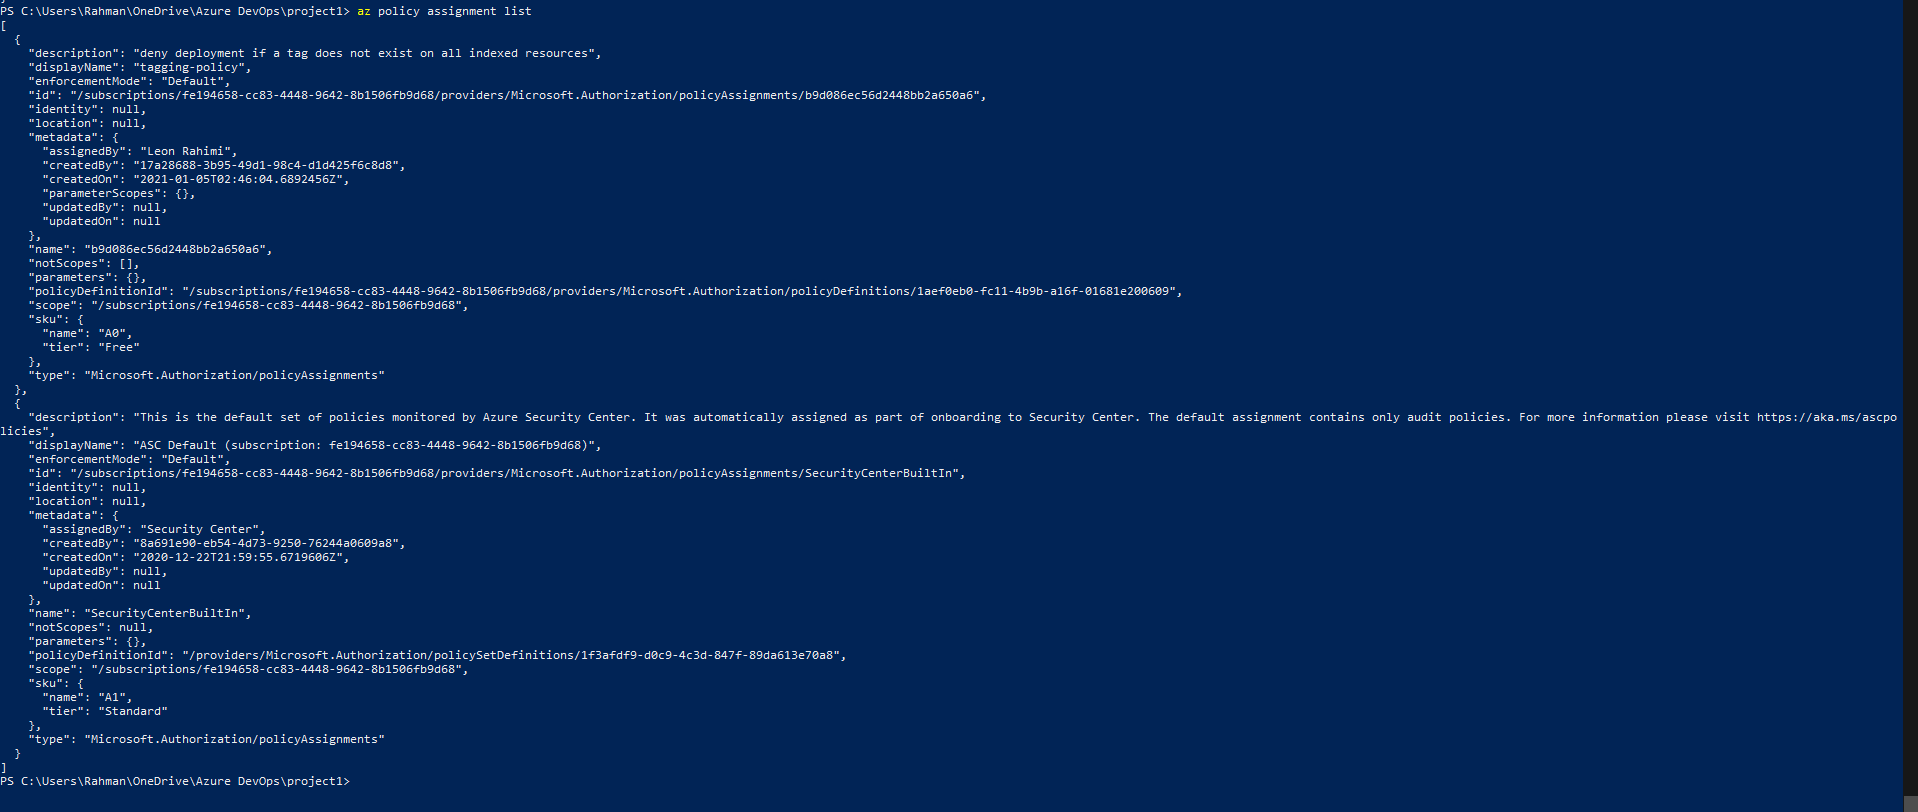 PS C:\Users\Rahman\OneDrive\Azure DevOps\project1> az policy assignment list
[
  {
    "description": "deny deployment if a tag does not exist on all indexed resources",
    "displayName": "tagging-policy",
    "enforcementMode": "Default",
    "id": "/subscriptions/fe194658-cc83-4448-9642-8b1506fb9d68/providers/Microsoft.Authorization/policyAssignments/b9d086ec56d2448bb2a650a6",
    "identity": null,
    "location": null,
    "metadata": {
      "assignedBy": "Leon Rahimi",
      "createdBy": "17a28688-3b95-49d1-98c4-d1d425f6c8d8",
      "createdOn": "2021-01-05T02:46:04.6892456Z",
      "parameterScopes": {},
      "updatedBy": null,
      "updatedOn": null
    },
    "name": "b9d086ec56d2448bb2a650a6",
    "notScopes": [],
    "parameters": {},
    "policyDefinitionId": "/subscriptions/fe194658-cc83-4448-9642-8b1506fb9d68/providers/Microsoft.Authorization/policyDefinitions/1aef0eb0-fc11-4b9b-a16f-01681e200609",
    "scope": "/subscriptions/fe194658-cc83-4448-9642-8b1506fb9d68",
    "sku": {
      "name": "A0",
      "tier": "Free"
    },
    "type": "Microsoft.Authorization/policyAssignments"
  },
  {
    "description": "This is the default set of policies monitored by Azure Security Center. It was automatically assigned as part of onboarding to Security Center. The default assignment contains only audit policies. For more information please visit https://aka.ms/ascpo
licies",
    "displayName": "ASC Default (subscription: fe194658-cc83-4448-9642-8b1506fb9d68)",
    "enforcementMode": "Default",
    "id": "/subscriptions/fe194658-cc83-4448-9642-8b1506fb9d68/providers/Microsoft.Authorization/policyAssignments/SecurityCenterBuiltIn",
    "identity": null,
    "location": null,
    "metadata": {
      "assignedBy": "Security Center",
      "createdBy": "8a691e90-eb54-4d73-9250-76244a0609a8",
      "createdOn": "2020-12-22T21:59:55.6719606Z",
      "updatedBy": null,
      "updatedOn": null
    },
    "name": "SecurityCenterBuiltIn",
    "notScopes": null,
    "parameters": {},
    "policyDefinitionId": "/providers/Microsoft.Authorization/policySetDefinitions/1f3afdf9-d0c9-4c3d-847f-89da613e70a8",
    "scope": "/subscriptions/fe194658-cc83-4448-9642-8b1506fb9d68",
    "sku": {
      "name": "A1",
      "tier": "Standard"
    },
    "type": "Microsoft.Authorization/policyAssignments"
  }
]
PS C:\Users\Rahman\OneDrive\Azure DevOps\project1>